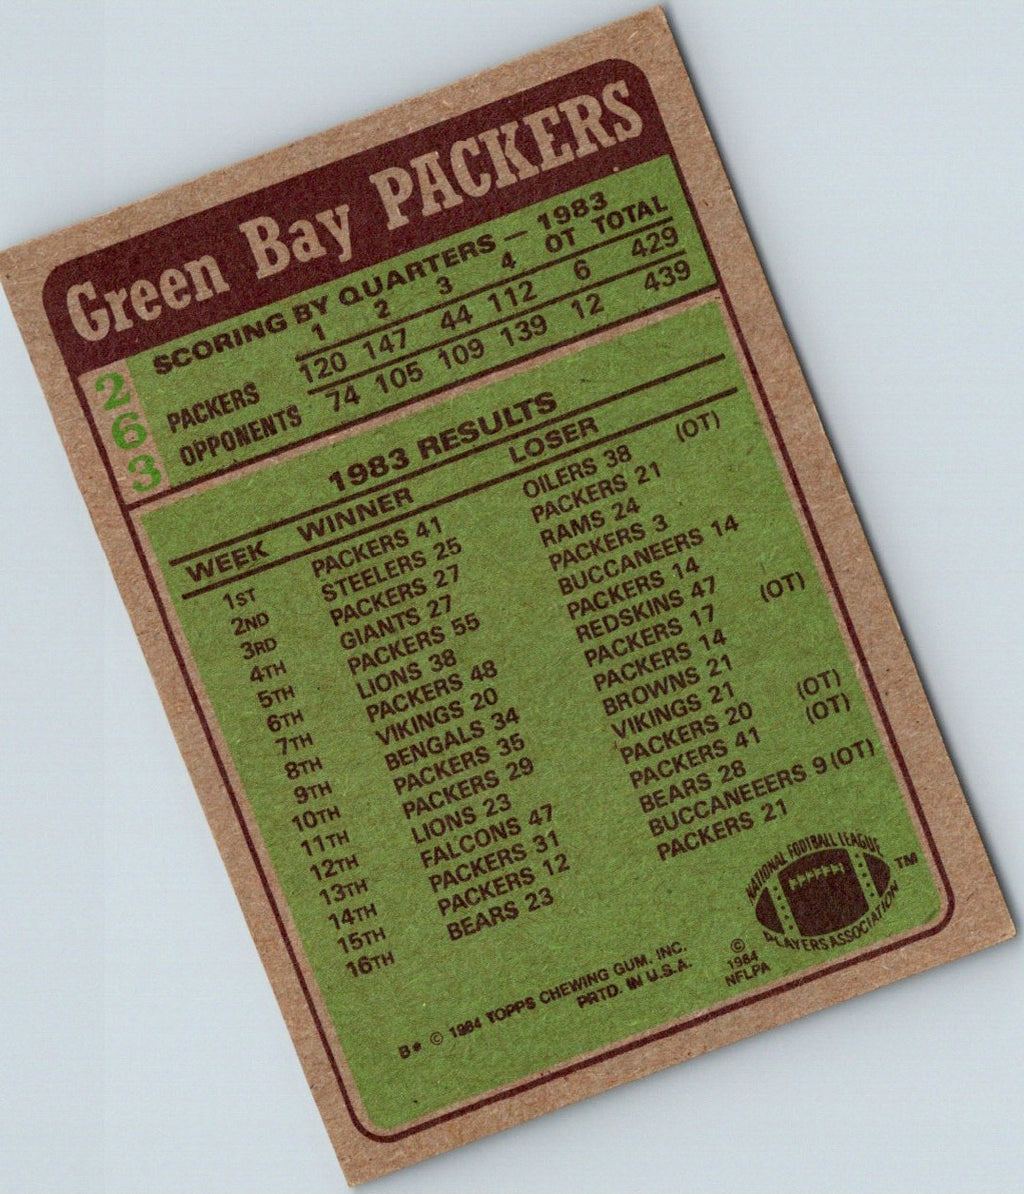 Green Bay PACKERS
263
SCORING BY QUARTERS — 1983
1 2 3 4 OT TOTAL
PACKERS 120 147 44 112 6 429
OPPONENTS 74 105 109 139 12 439
1983 RESULTS
WEEK WINNER LOSER
1ST PACKERS 41 OILERS 38 (OT)
2ND STEELERS 25 PACKERS 21
3RD PACKERS 27 RAMS 24
4TH GIANTS 27 PACKERS 3
5TH PACKERS 55 BUCCANEERS 14
6TH LIONS 38 PACKERS 14
7TH PACKERS 48 REDSKINS 47
8TH VIKINGS 20 PACKERS 17 (OT)
9TH BENGALS 34 PACKERS 14
10TH PACKERS 35 BROWNS 21
11TH PACKERS 29 VIKINGS 21
12TH LIONS 23 PACKERS 20 (OT)
13TH FALCONS 47 PACKERS 41 (OT)
14TH PACKERS 31 BEARS 28
15TH PACKERS 12 BUCCANEEERS 9 (OT)
16TH BEARS 23 PACKERS 21
NATIONAL FOOTBALL LEAGUE
PLAYERS ASSOCIATION
TM
© 1984 NFLPA
B* © 1984 TOPPS CHEWING GUM. INC.
PRTD. IN U.S.A.